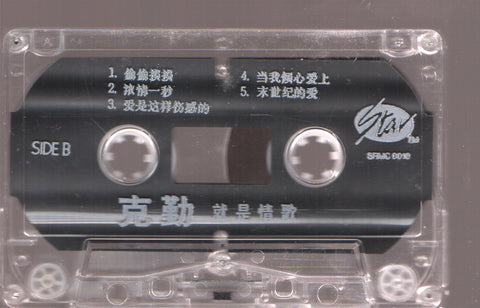 1. 偷偷摸摸
2. 浓情一秒
3. 爱是这样伤感的
4. 当我倾心爱上
5. 末世纪的爱
SIDE B
Star
SRMC 0010
克勤 就是情歌